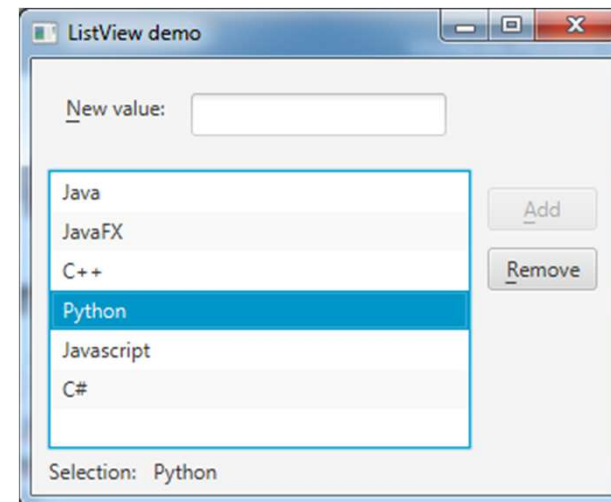 ListView demo
New value:
Java
JavaFX
C++
Python
Javascript
C#
Add
Remove
Selection: Python